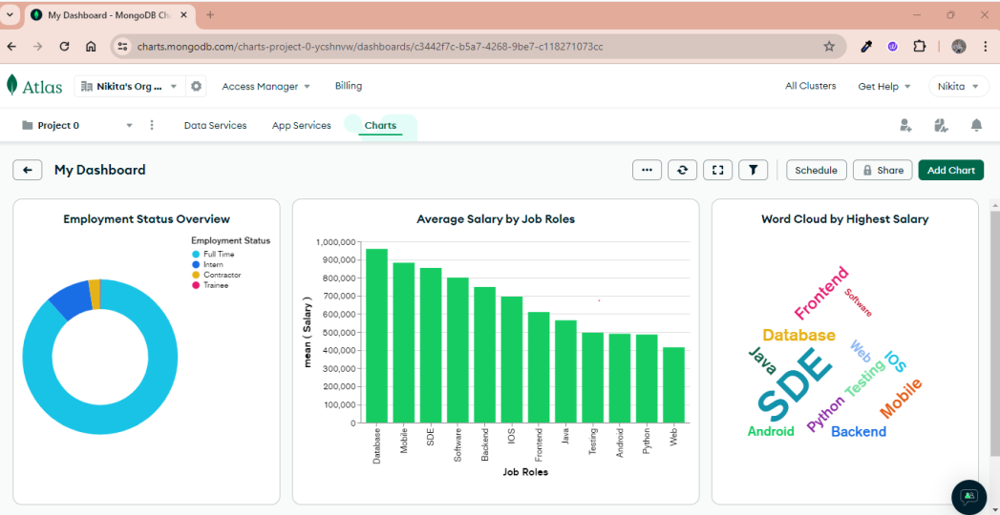 My Dashboard - MongoDB Ch
charts.mongodb.com/charts-project-0-ycshnvw/dashboards/c3442f7c-b5a7-4268-9be7-c118271073cc
Atlas
Nikita's Org ...
Access Manager
Billing
All Clusters
Get Help
Nikita
Project 0
Data Services
App Services
Charts
My Dashboard
Schedule
Share
Add Chart
Employment Status Overview
Employment Status
Full Time
Intern
Contractor
Trainee
Average Salary by Job Roles
mean ( Salary )
1,000,000
900,000
800,000
700,000
600,000
500,000
400,000
300,000
200,000
100,000
0
Database
Mobile
SDE
Software
Backend
IOS
Frontend
Java
Testing
Android
Python
Web
Job Roles
Word Cloud by Highest Salary
Frontend
Software
Database
Java
Web
IOS
SDE
Testing
Mobile
Python
Android
Backend